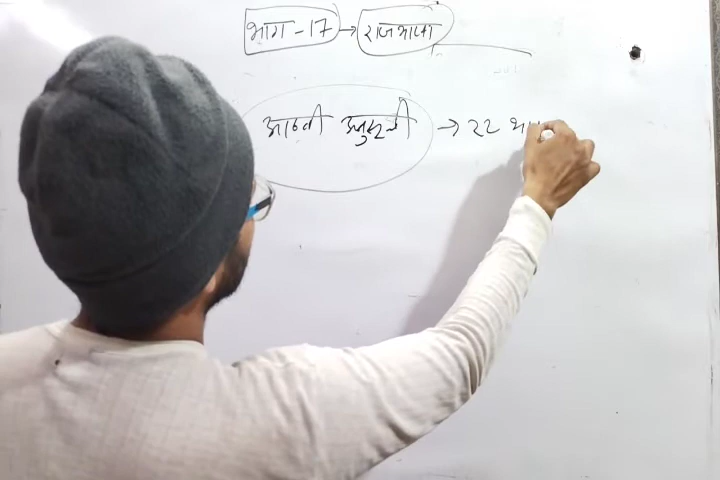 भाग - 17 → राजभाषा
आठवीं अनुसूची → 22